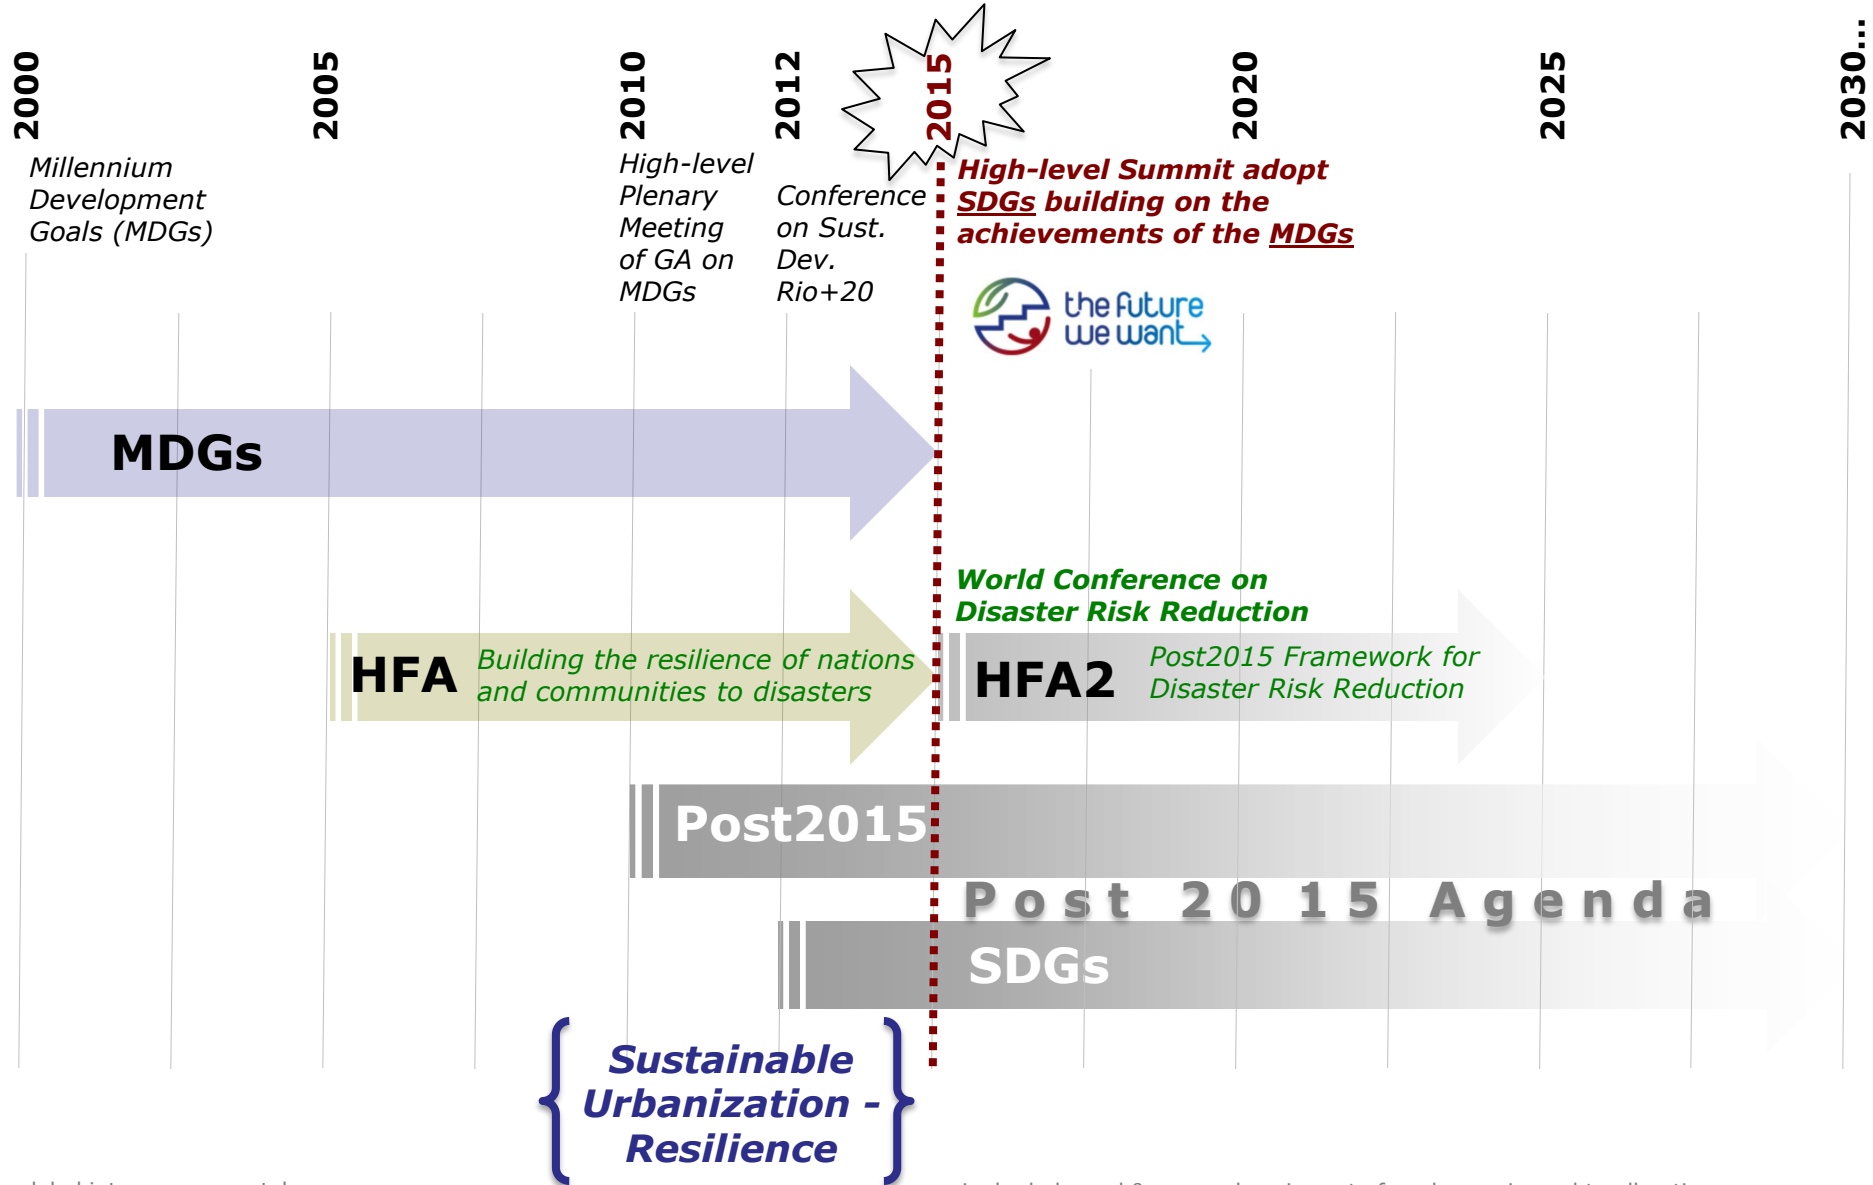 2000
2005
2010
2012
2015
2020
2025
2030...
Millennium
Development
Goals (MDGs)
High-level
Plenary
Meeting
of GA on
MDGs
Conference
on Sust.
Dev.
Rio+20
High-level Summit adopt
SDGs building on the
achievements of the MDGs
the future
we want
MDGs
World Conference on
Disaster Risk Reduction
HFA
Building the resilience of nations
and communities to disasters
HFA2
Post2015 Framework for
Disaster Risk Reduction
Post2015
Post 2015 Agenda
SDGs
Sustainable
Urbanization -
Resilience